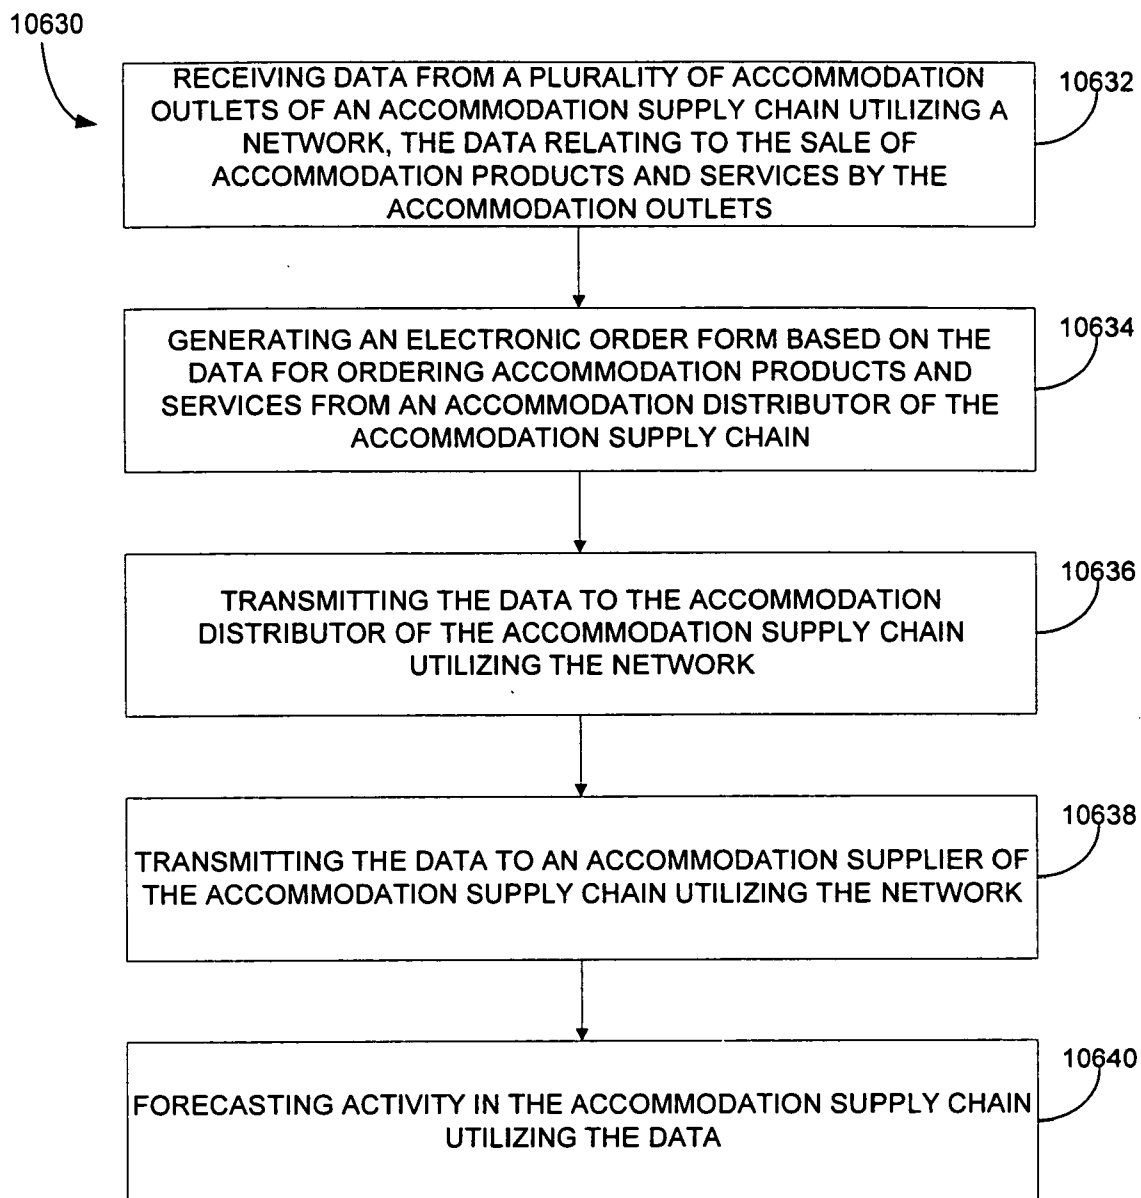 10630
RECEIVING DATA FROM A PLURALITY OF ACCOMMODATION
OUTLETS OF AN ACCOMMODATION SUPPLY CHAIN UTILIZING A
NETWORK, THE DATA RELATING TO THE SALE OF
ACCOMMODATION PRODUCTS AND SERVICES BY THE
ACCOMMODATION OUTLETS
10632
GENERATING AN ELECTRONIC ORDER FORM BASED ON THE
DATA FOR ORDERING ACCOMMODATION PRODUCTS AND
SERVICES FROM AN ACCOMMODATION DISTRIBUTOR OF THE
ACCOMMODATION SUPPLY CHAIN
10634
TRANSMITTING THE DATA TO THE ACCOMMODATION
DISTRIBUTOR OF THE ACCOMMODATION SUPPLY CHAIN
UTILIZING THE NETWORK
10636
TRANSMITTING THE DATA TO AN ACCOMMODATION SUPPLIER OF
THE ACCOMMODATION SUPPLY CHAIN UTILIZING THE NETWORK
10638
FORECASTING ACTIVITY IN THE ACCOMMODATION SUPPLY CHAIN
UTILIZING THE DATA
10640